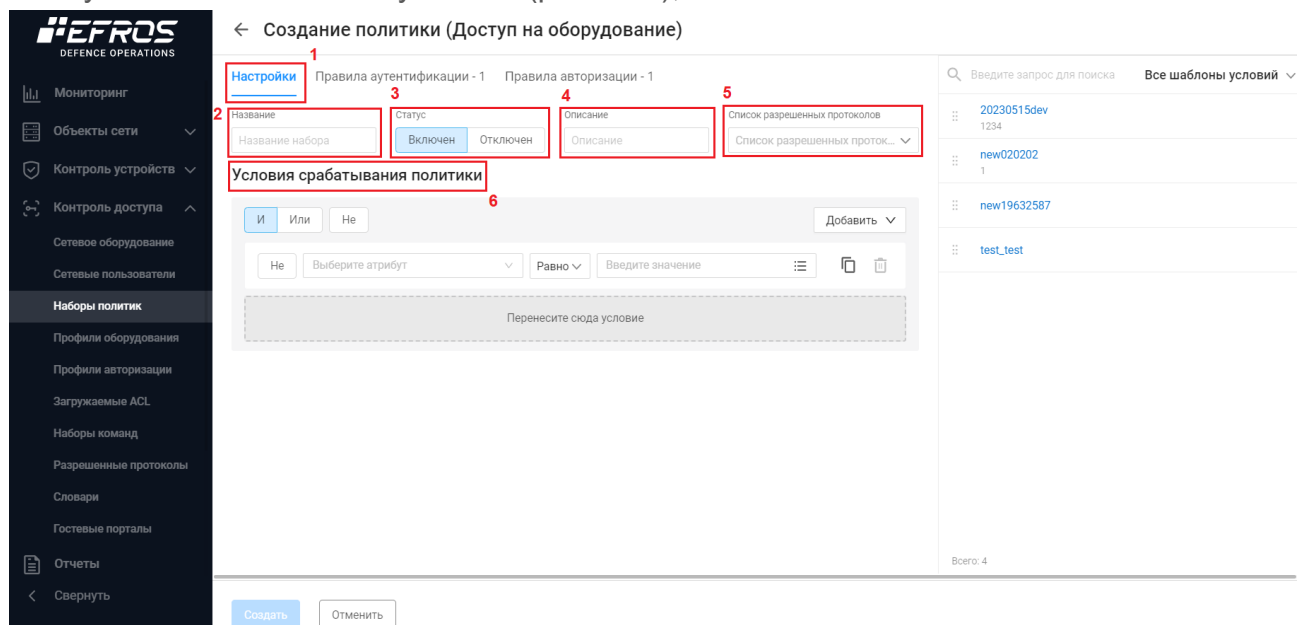 EFROS
DEFENCE OPERATIONS
Мониторинг
Объекты сети
Контроль устройств
Контроль доступа
Сетевое оборудование
Сетевые пользователи
Наборы политик
Профили оборудования
Профили авторизации
Загружаемые ACL
Наборы команд
Разрешенные протоколы
Словари
Гостевые порталы
Отчеты
Свернуть
← Создание политики (Доступ на оборудование)
1
Настройки Правила аутентификации - 1 Правила авторизации - 1
2 3 4 5
Название Статус Описание Список разрешенных протоколов
Название набора Включен Отключен Описание Список разрешенных проток...
Условия срабатывания политики
6
И Или Не Добавить
Не Выберите атрибут Равно Введите значение
Перенесите сюда условие
Создать Отменить
Введите запрос для поиска Все шаблоны условий
20230515dev
1234
new020202
1
new19632587
test_test
Всего: 4